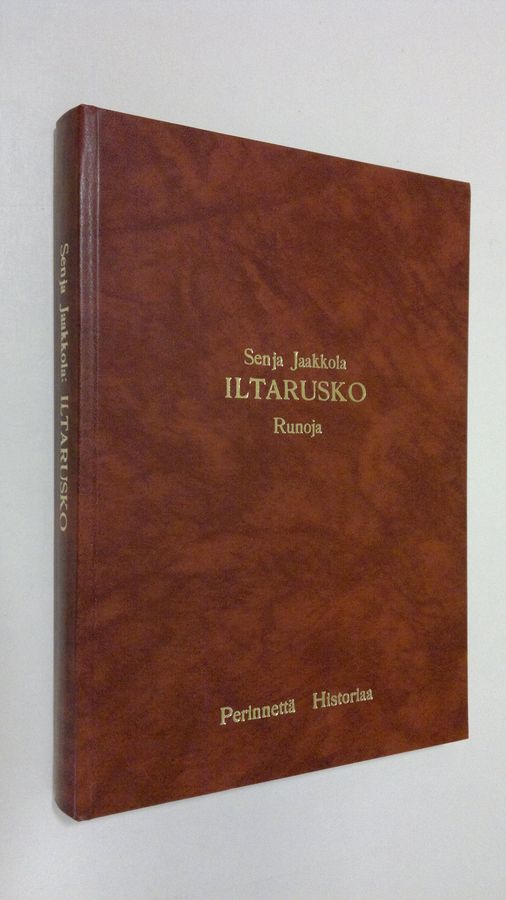 Senja Jaakkola: ILTARUSKO
Senja Jaakkola
ILTARUSKO
Runoja
Perinnettä Historiaa